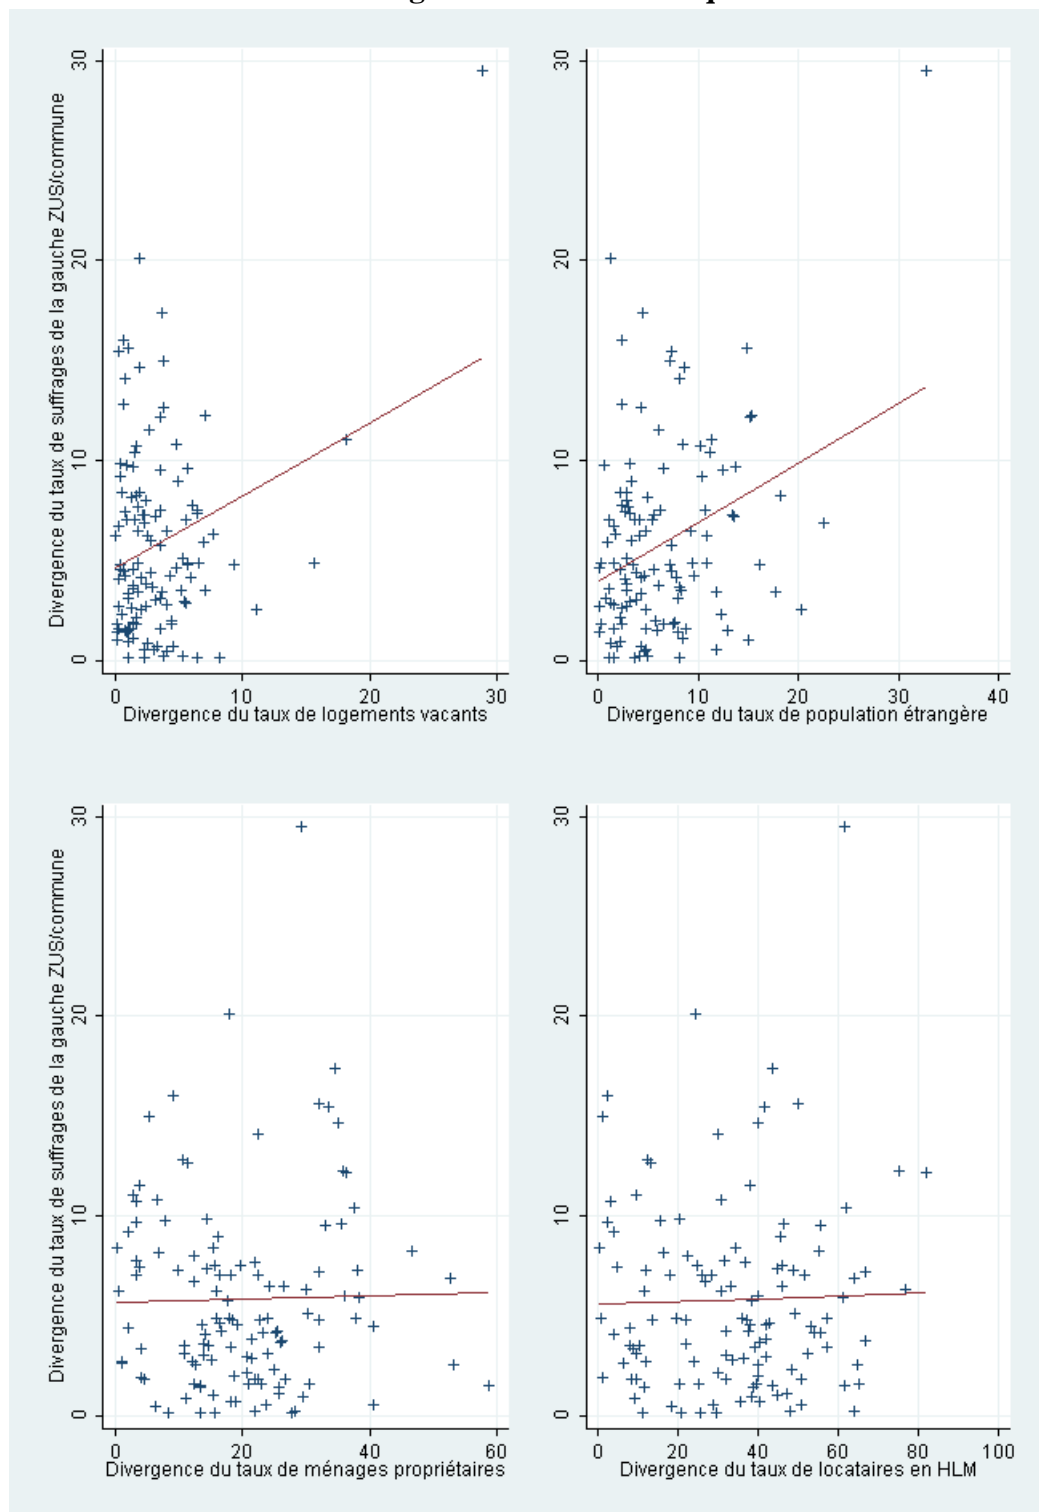 Divergence du taux de suffrages de la gauche ZUS/commune
30
20
10
0
0 10 20 30
Divergence du taux de logements vacants
30
20
10
0
0 10 20 30 40
Divergence du taux de population étrangère
Divergence du taux de suffrages de la gauche ZUS/commune
30
20
10
0
0 20 40 60
Divergence du taux de ménages propriétaires
30
20
10
0
0 20 40 60 80 100
Divergence du taux de locataires en HLM